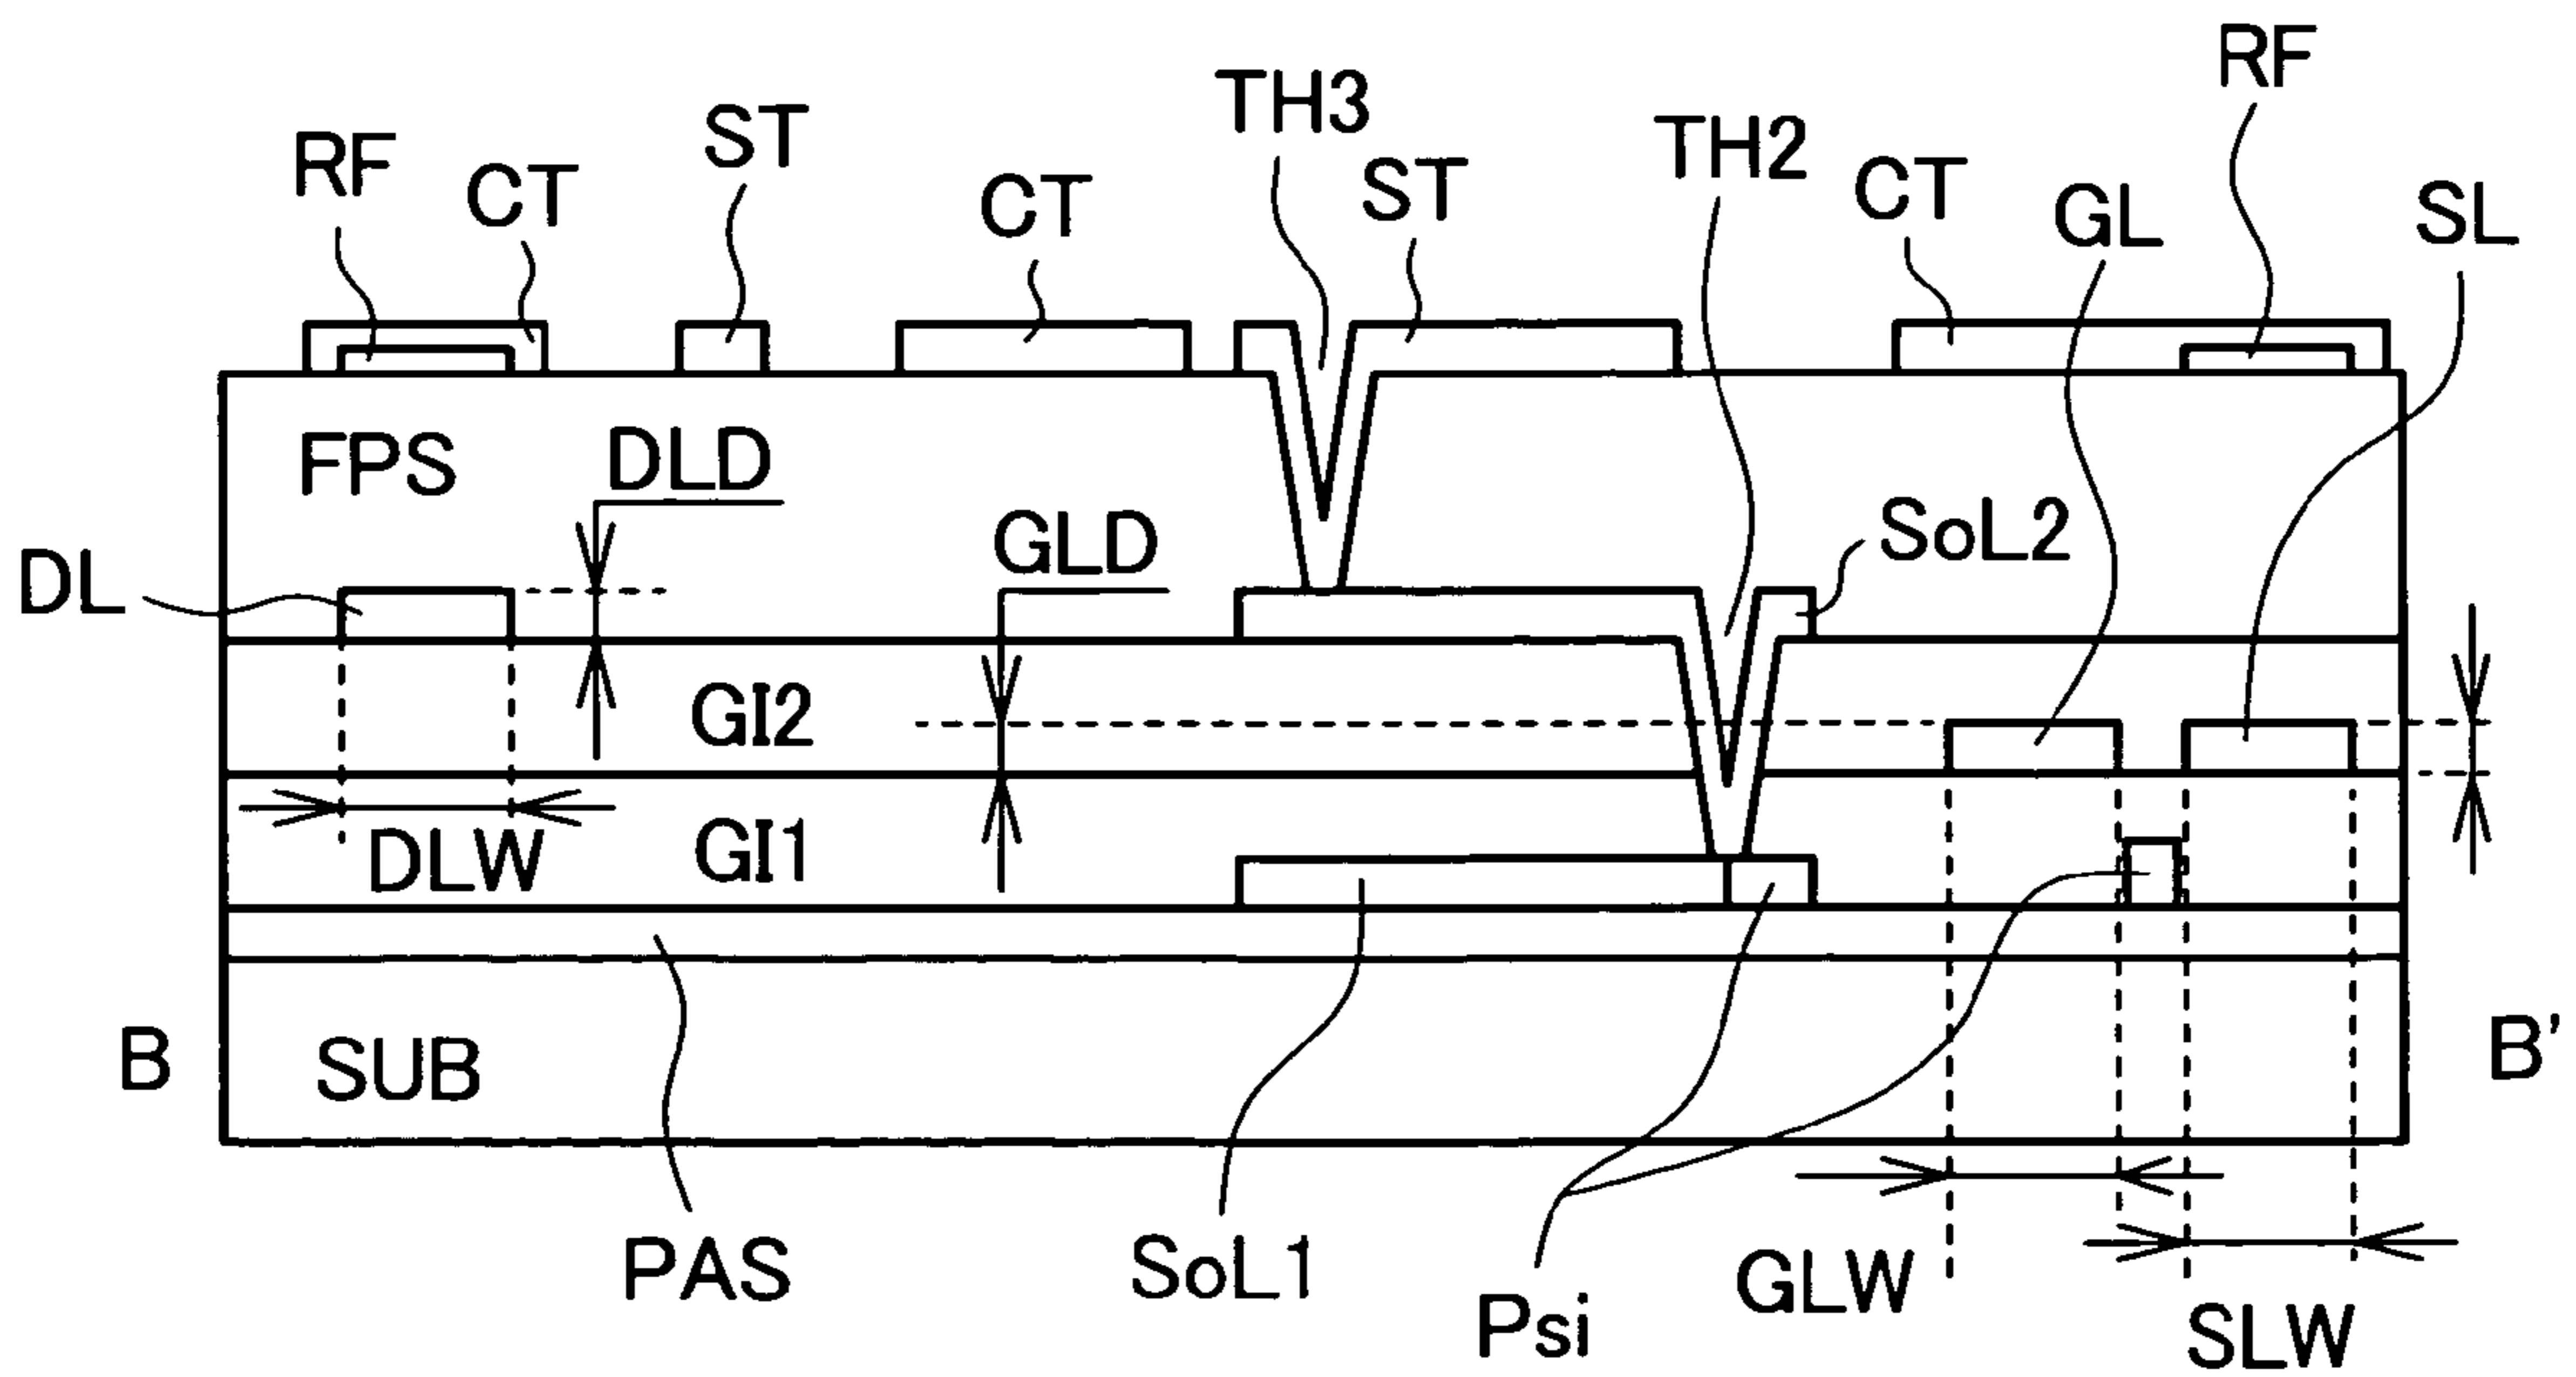 RF
TH3
ST
TH2
RF
CT
CT
ST
CT
GL
SL
FPS
DLD
GLD
SoL2
DL
GI2
DLW
GI1
B
SUB
B'
PAS
SoL1
Psi
GLW
SLW